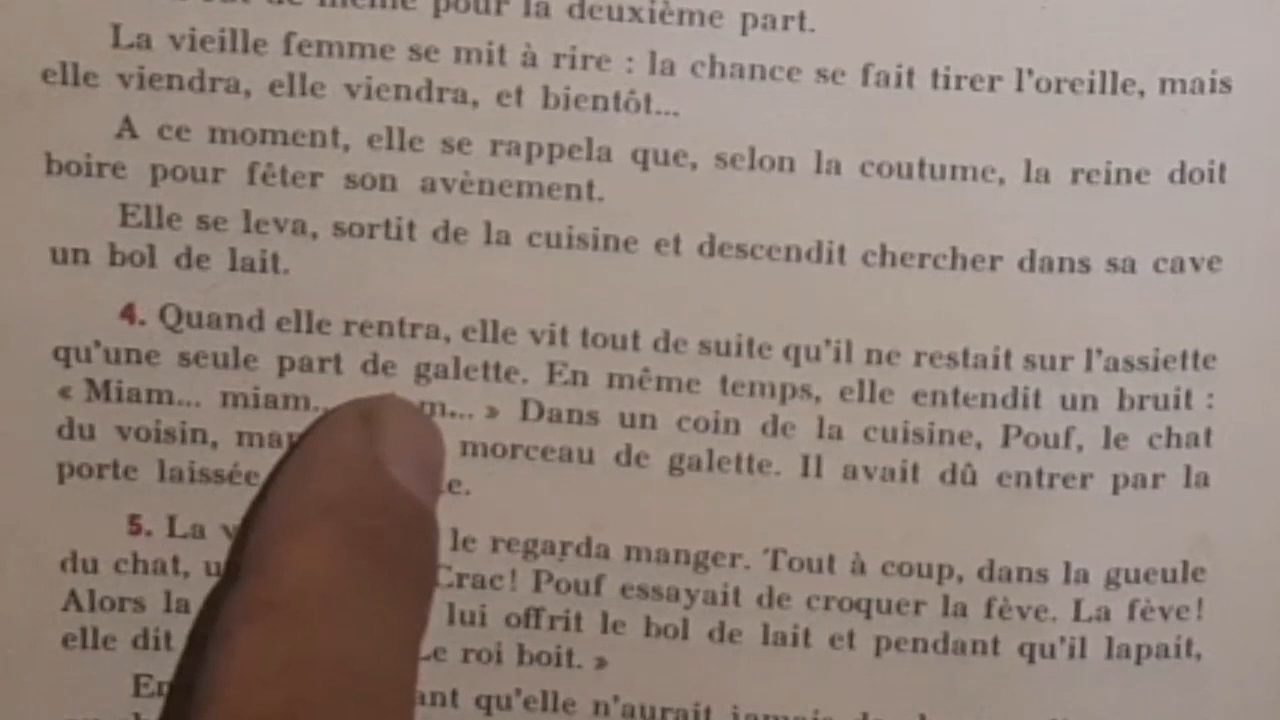 de même pour la deuxième part.
La vieille femme se mit à rire : la chance se fait tirer l'oreille, mais
elle viendra, elle viendra, et bientôt...
A ce moment, elle se rappela que, selon la coutume, la reine doit
boire pour fêter son avènement.
Elle se leva, sortit de la cuisine et descendit chercher dans sa cave
un bol de lait.
4. Quand elle rentra, elle vit tout de suite qu'il ne restait sur l'assiette
qu'une seule part de galette. En même temps, elle entendit un bruit :
« Miam... miam... m... » Dans un coin de la cuisine, Pouf, le chat
du voisin, morceau de galette. Il avait dû entrer par la
porte laissée
5. La le regarda manger. Tout à coup, dans la gueule
du chat, Crac! Pouf essayait de croquer la fève. La fève!
Alors la lui offrit le bol de lait et pendant qu'il lapait,
elle dit Le roi boit. »
qu'elle n'aurait jamais